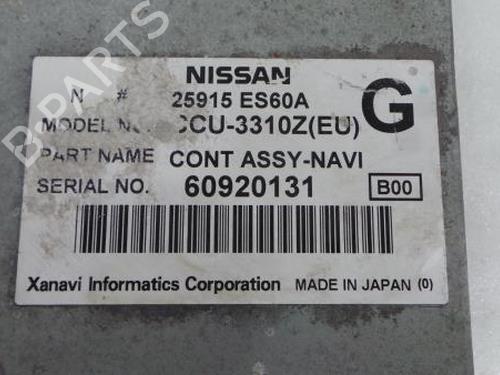 NISSAN
N # 25915 ES60A
G
MODEL NO. CCU-3310Z(EU)
PART NAME CONT ASSY-NAVI
SERIAL NO. 60920131
B00
Xanavi Informatics Corporation MADE IN JAPAN (0)
B-PARTS